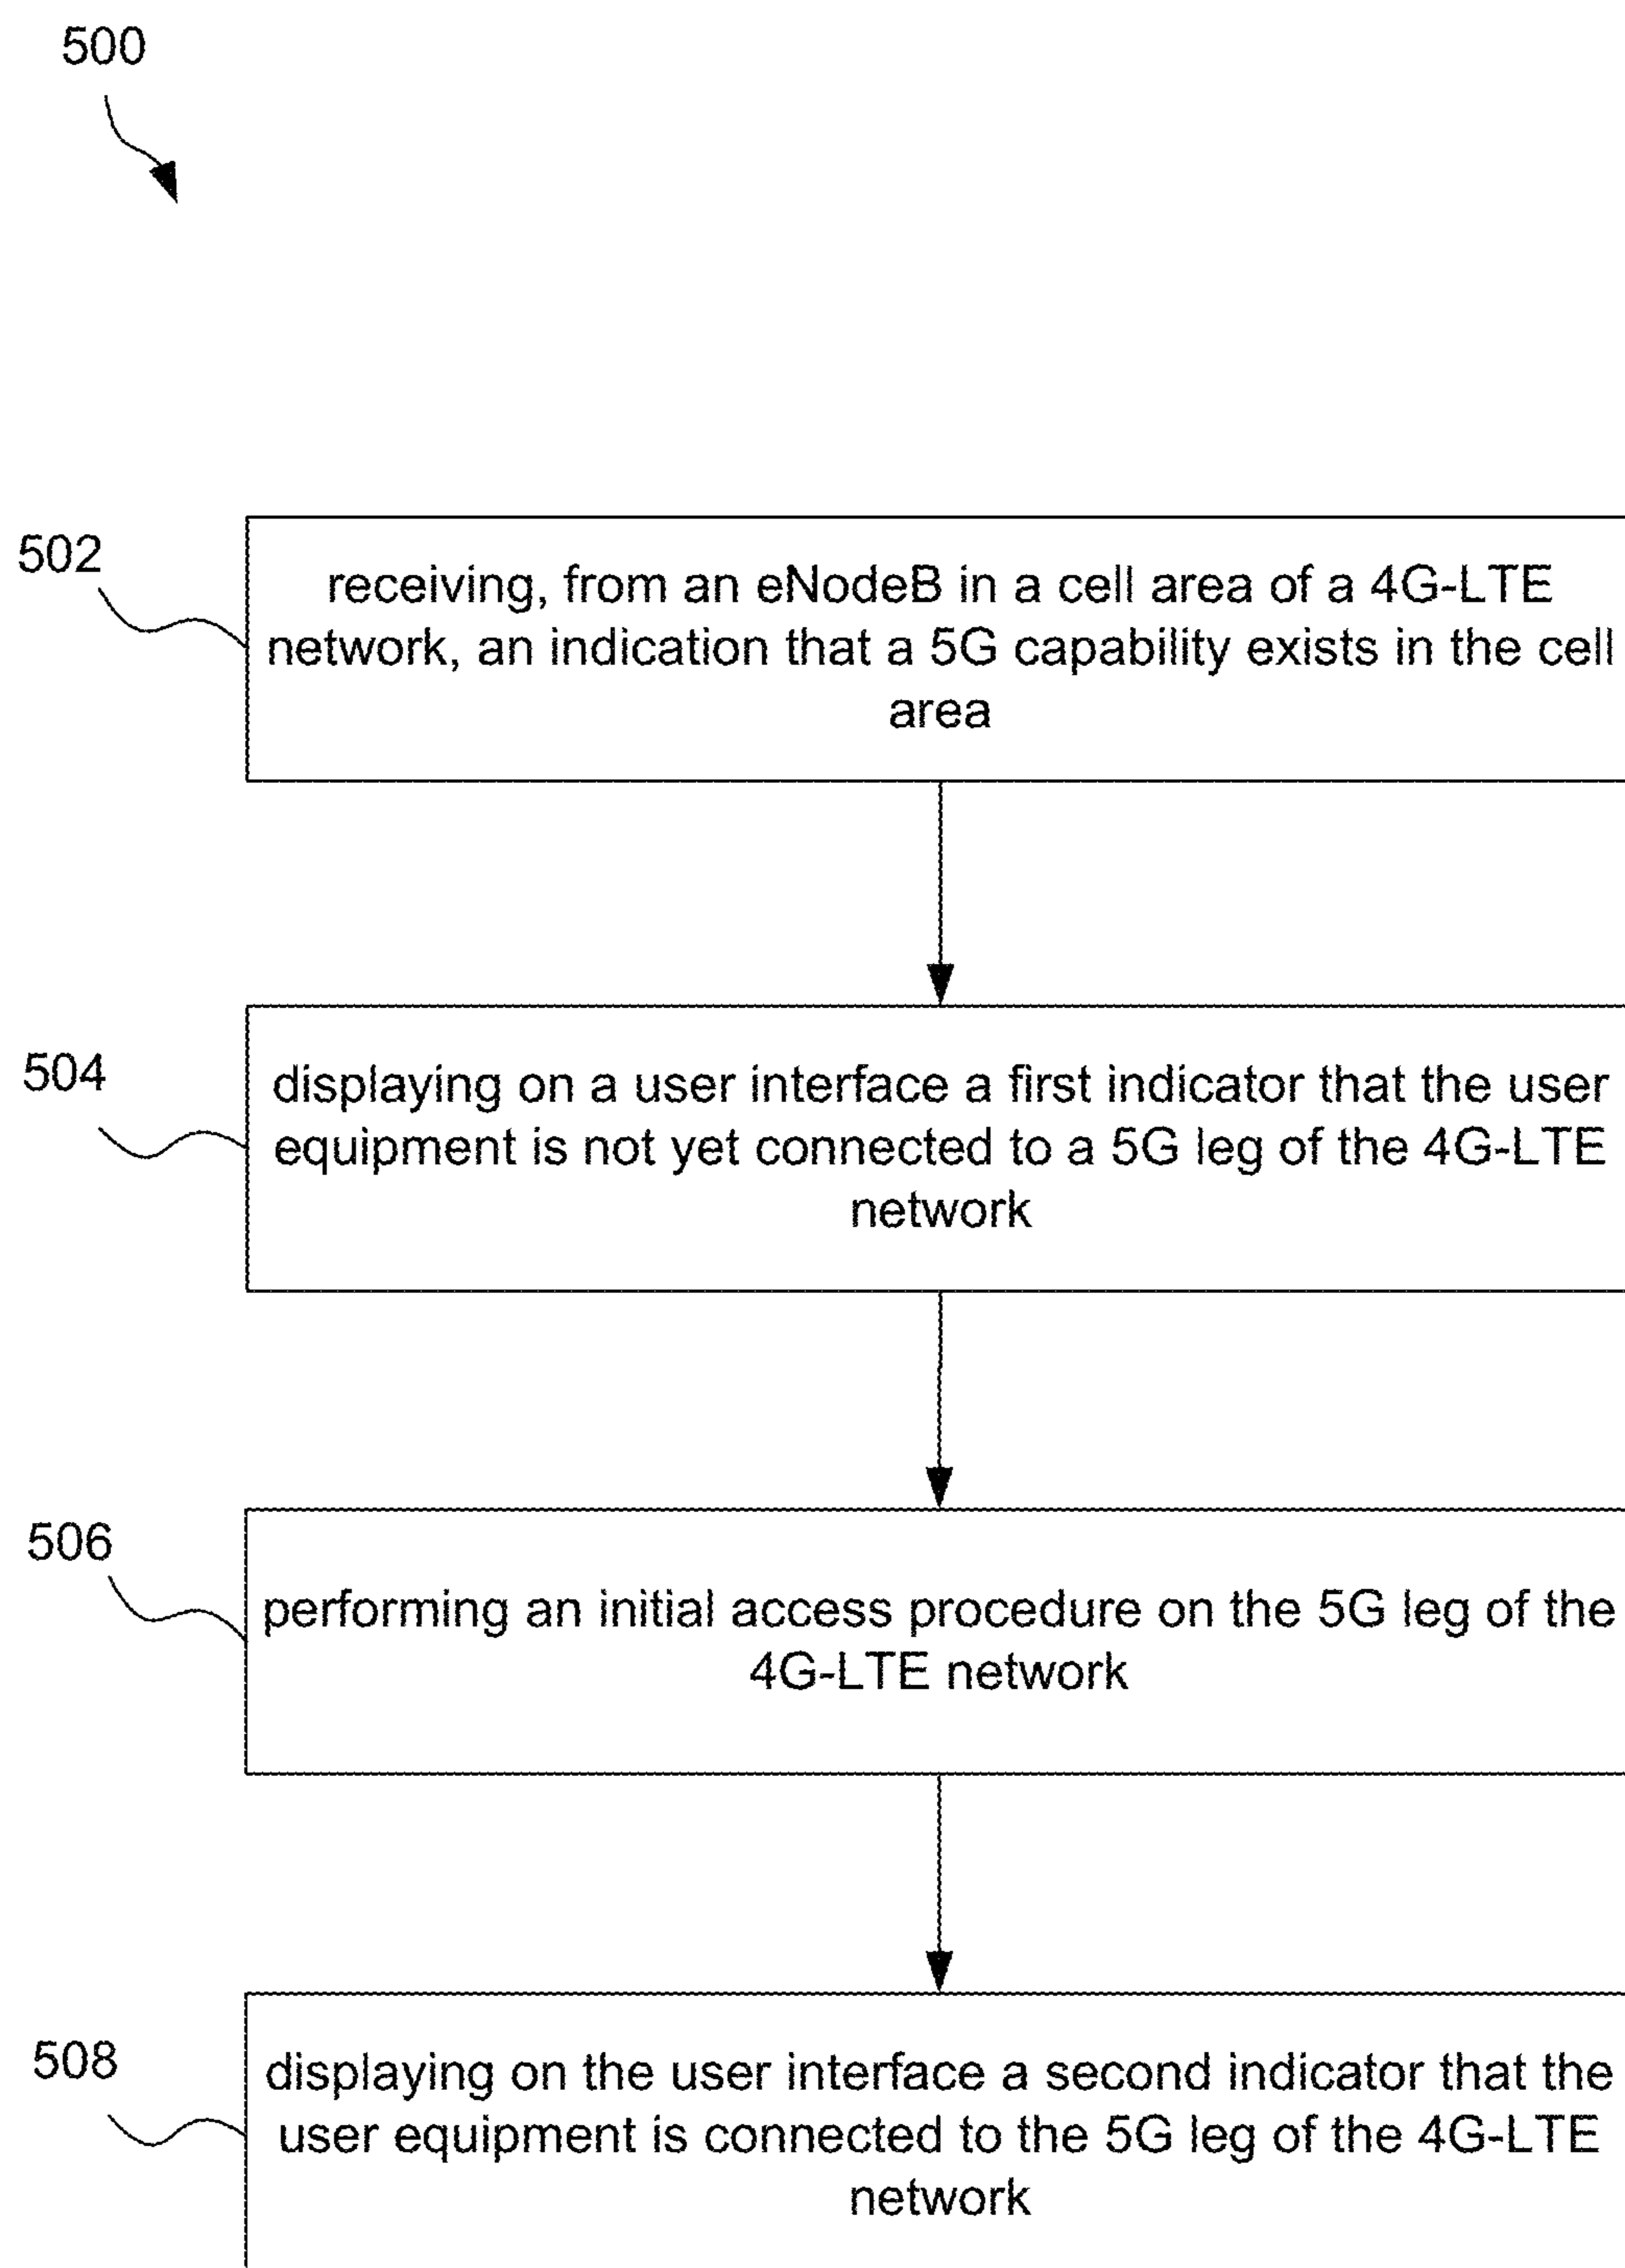 500
502
receiving, from an eNodeB in a cell area of a 4G-LTE
network, an indication that a 5G capability exists in the cell
area
504
displaying on a user interface a first indicator that the user
equipment is not yet connected to a 5G leg of the 4G-LTE
network
506
performing an initial access procedure on the 5G leg of the
4G-LTE network
508
displaying on the user interface a second indicator that the
user equipment is connected to the 5G leg of the 4G-LTE
network